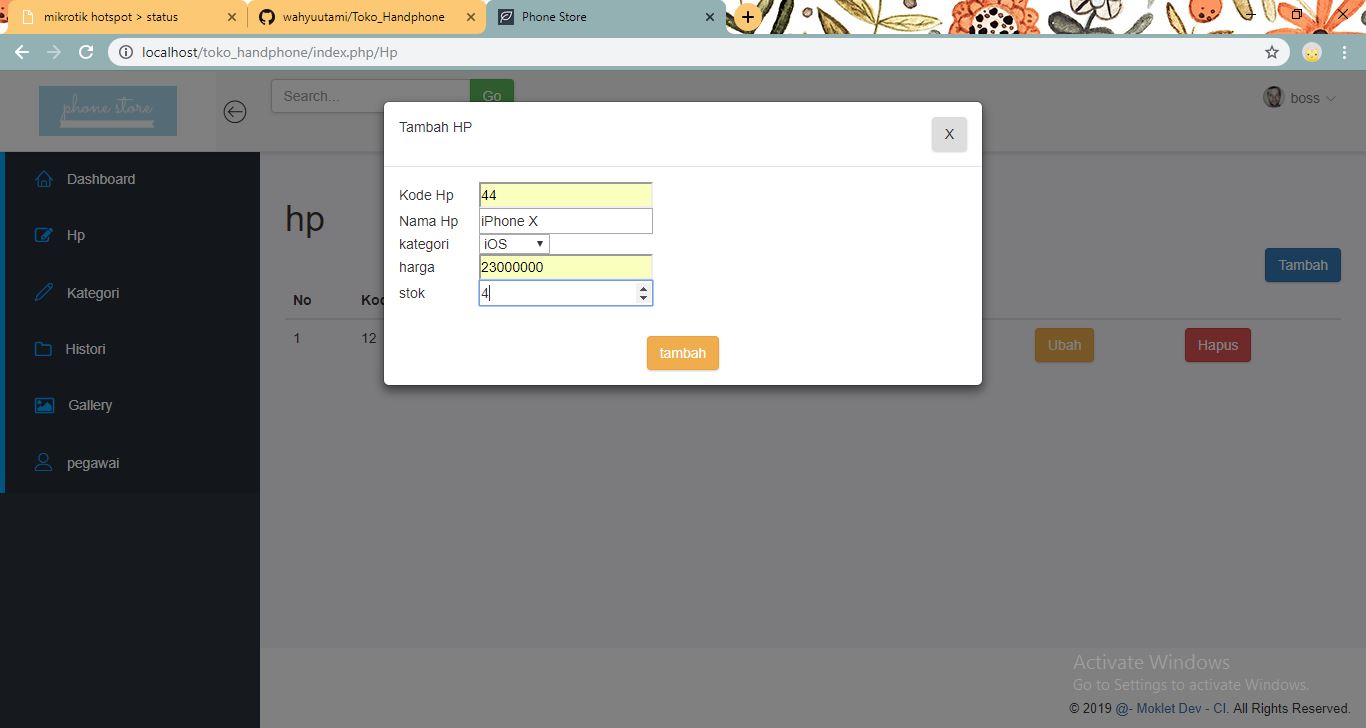 mikrotik hotspot > status
wahyuutami/Toko_Handphone
Phone Store
localhost/toko_handphone/index.php/Hp
phone store
Search...
Go
boss
Tambah HP
X
Dashboard
Kode Hp 44
hp
Hp
Nama Hp iPhone X
kategori iOS
harga 23000000
Tambah
Kategori
stok 4
No
1 12
tambah
Ubah
Hapus
Histori
Gallery
pegawai
Activate Windows
Go to Settings to activate Windows.
© 2019 @- Moklet Dev - CI. All Rights Reserved.